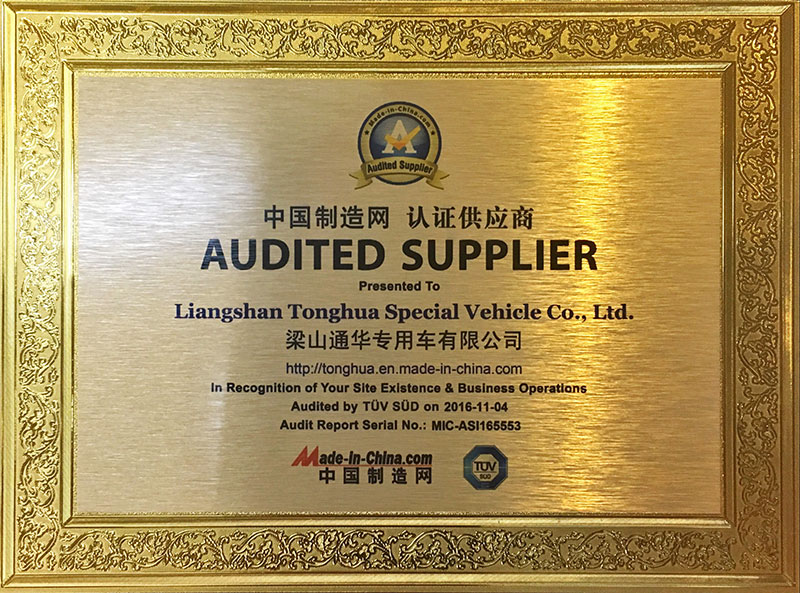 Made-in-China.com
Audited Supplier
中国制造网 认证供应商
AUDITED SUPPLIER
Presented To
Liangshan Tonghua Special Vehicle Co., Ltd.
梁山通华专用车有限公司
http://tonghua.en.made-in-china.com
In Recognition of Your Site Existence & Business Operations
Audited by TÜV SÜD on 2016-11-04
Audit Report Serial No.: MIC-ASI165553
Made-in-China.com
中国制造网
TÜV
SÜD